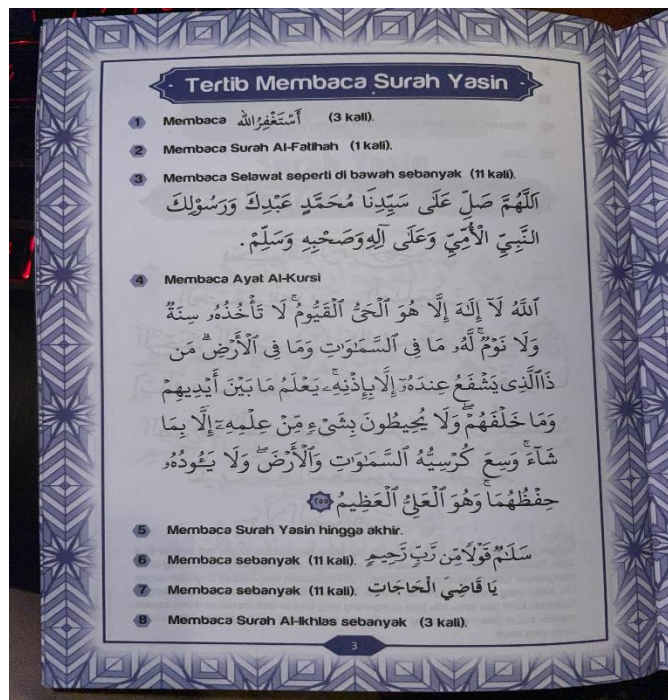 Tertib Membaca Surah Yasin
1 Membaca أَسْتَغْفِرُ اللّٰه (3 kali).
2 Membaca Surah Al-Fatihah (1 kali).
3 Membaca Selawat seperti di bawah sebanyak (11 kali).
اَللّٰهُمَّ صَلِّ عَلَى سَيِّدِنَا مُحَمَّدٍ عَبْدِكَ وَرَسُوْلِكَ
النَّبِيِّ الْأُمِّيِّ وَعَلَى آلِهِ وَصَحْبِهِ وَسَلِّمْ.
4 Membaca Ayat Al-Kursi
ٱللَّهُ لَآ إِلَٰهَ إِلَّا هُوَ ٱلْحَىُّ ٱلْقَيُّومُ ۚ لَا تَأْخُذُهُۥ سِنَةٌ
وَلَا نَوْمٌ ۚ لَّهُۥ مَا فِى ٱلسَّمَٰوَٰتِ وَمَا فِى ٱلْأَرْضِ ۗ مَن
ذَا ٱلَّذِى يَشْفَعُ عِندَهُۥٓ إِلَّا بِإِذْنِهِۦ ۚ يَعْلَمُ مَا بَيْنَ أَيْدِيهِمْ
وَمَا خَلْفَهُمْ ۖ وَلَا يُحِيطُونَ بِشَىْءٍ مِّنْ عِلْمِهِۦٓ إِلَّا بِمَا
شَآءَ ۚ وَسِعَ كُرْسِيُّهُ ٱلسَّمَٰوَٰتِ وَٱلْأَرْضَ ۖ وَلَا يَـُٔودُهُۥ
حِفْظُهُمَا ۚ وَهُوَ ٱلْعَلِىُّ ٱلْعَظِيمُ ٢٥٥
5 Membaca Surah Yasin hingga akhir.
6 Membaca sebanyak (11 kali). سَلَٰمٌ قَوْلًا مِّن رَّبٍّ رَّحِيمٍ
7 Membaca sebanyak (11 kali). يَا قَاضِيَ الْحَاجَاتِ
8 Membaca Surah Al-Ikhlas sebanyak (3 kali).
3